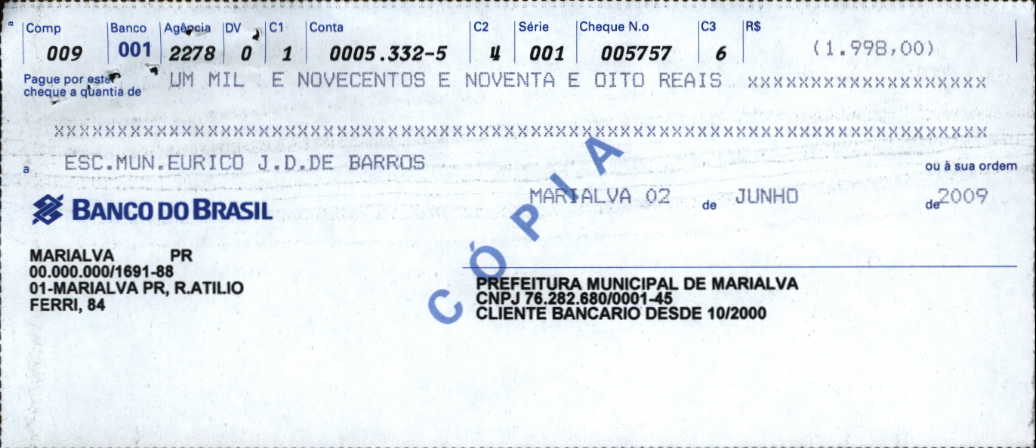 Comp Banco Agência DV C1 Conta C2 Série Cheque N.o C3 R$
009 001 2278 0 1 0005.332-5 4 001 005757 6 (1.998,00)
Pague por este
cheque a quantia de UM MIL E NOVECENTOS E NOVENTA E OITO REAIS XXXXXXXXXXXXXXXXXXX
XXXXXXXXXXXXXXXXXXXXXXXXXXXXXXXXXXXXXXXXXXXXXXXXXXXXXXXXXXXXXXXXXXXXXXXXXX
a ESC.MUN.EURICO J.D.DE BARROS ou à sua ordem
MARIALVA 02 de JUNHO de 2009
BANCO DO BRASIL
CÓPIA
MARIALVA PR
00.000.000/1691-88
01-MARIALVA PR, R.ATILIO
FERRI, 84
PREFEITURA MUNICIPAL DE MARIALVA
CNPJ 76.282.680/0001-45
CLIENTE BANCARIO DESDE 10/2000